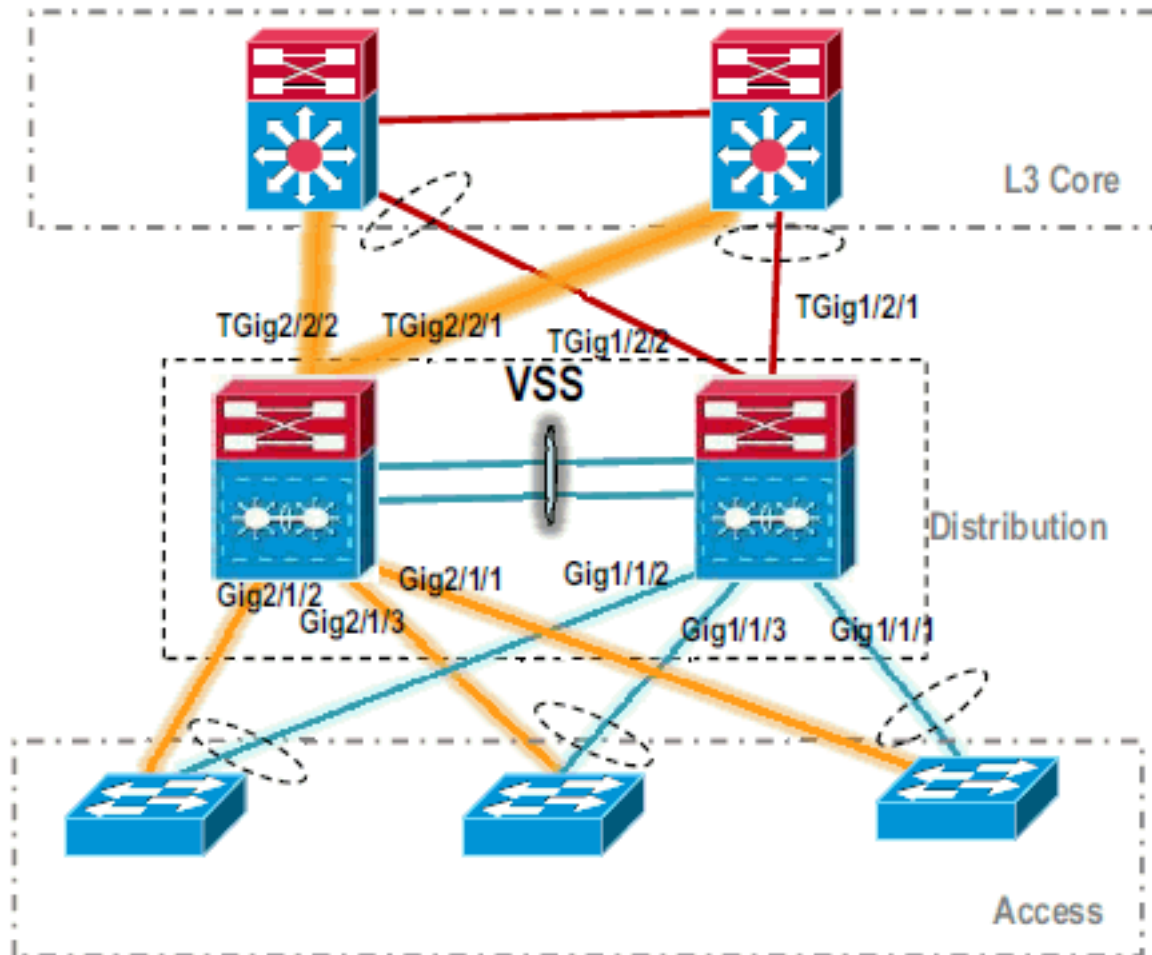 L3 Core
TGig1/2/1
TGig2/2/2
TGig2/2/1
TGig1/2/2
VSS
Distribution
Gig2/1/1
Gig1/1/2
Gig2/1/2
Gig2/1/3
Gig1/1/3
Gig1/1/1
Access